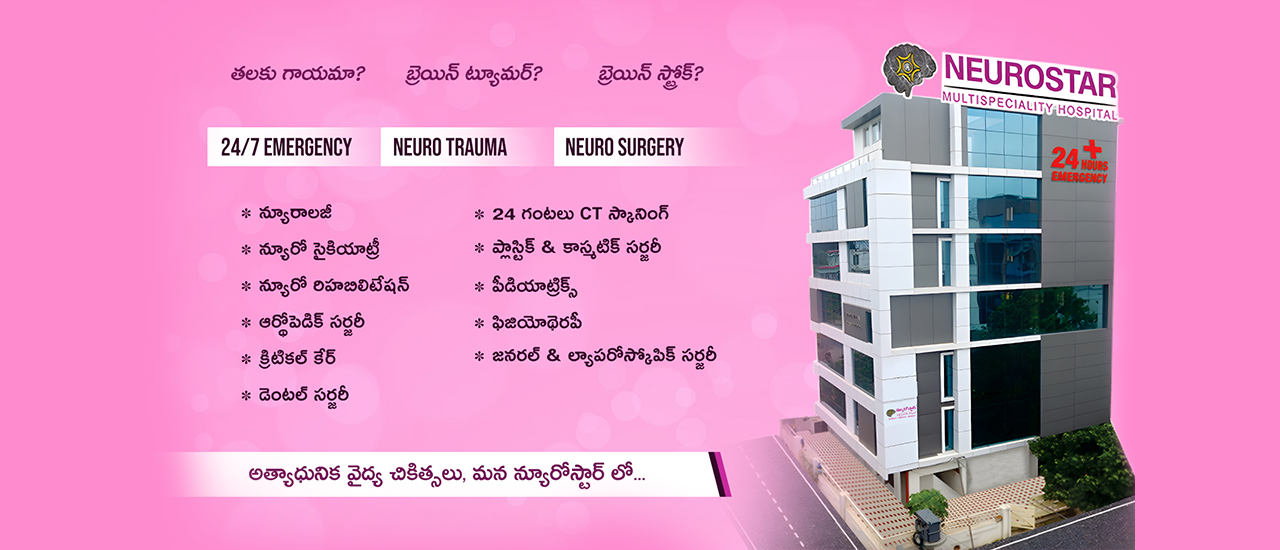 తలకు గాయమా? బ్రెయిన్ ట్యూమర్? బ్రెయిన్ స్ట్రోక్?
24/7 EMERGENCY NEURO TRAUMA NEURO SURGERY
* న్యూరాలజీ
* న్యూరో సైకియాట్రీ
* న్యూరో రిహబిలిటేషన్
* ఆర్థోపెడిక్ సర్జరీ
* క్రిటికల్ కేర్
* డెంటల్ సర్జరీ
* 24 గంటలు CT స్కానింగ్
* ప్లాస్టిక్ & కాస్మటిక్ సర్జరీ
* పీడియాట్రిక్స్
* ఫిజియోథెరపీ
* జనరల్ & ల్యాపరోస్కోపిక్ సర్జరీ
అత్యాధునిక వైద్య చికిత్సలు, మన న్యూరోస్టార్ లో...
NEUROSTAR
MULTISPECIALITY HOSPITAL
24+
HOURS
EMERGENCY